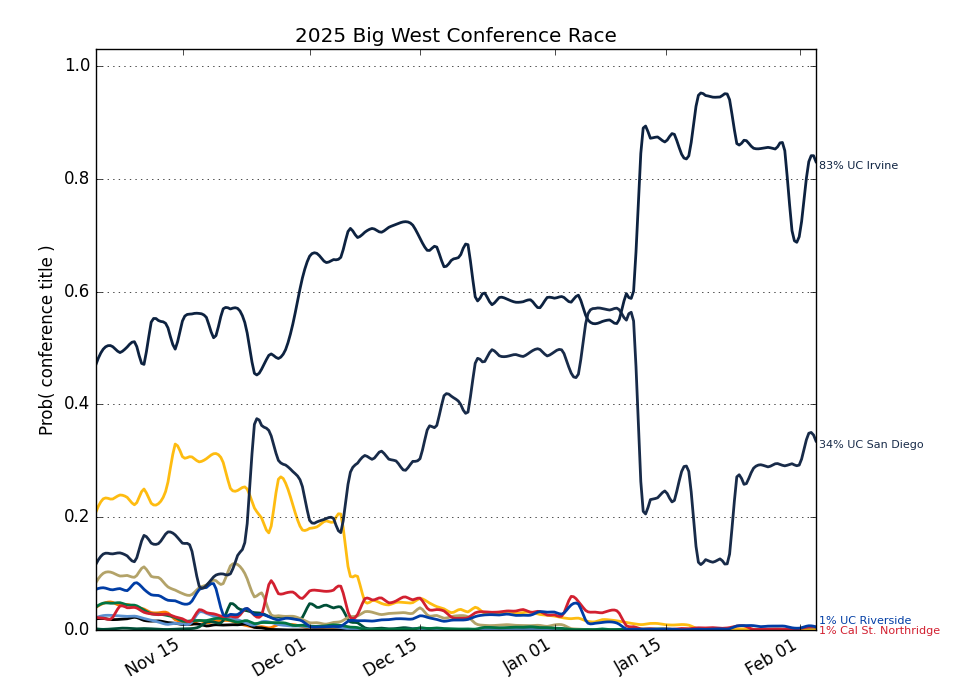 2025 Big West Conference Race
Prob( conference title )
1.0
0.8
0.6
0.4
0.2
0.0
83% UC Irvine
34% UC San Diego
1% UC Riverside
1% Cal St. Northridge
Nov 15
Dec 01
Dec 15
Jan 01
Jan 15
Feb 01